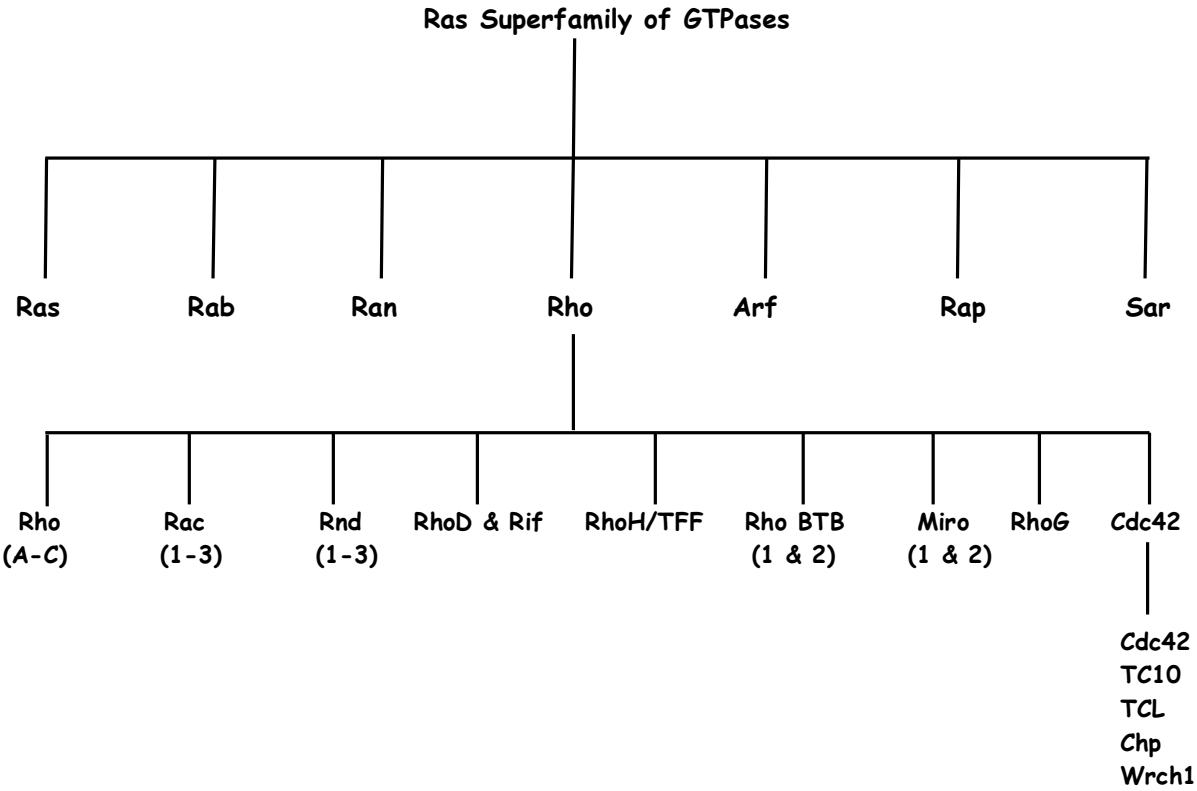 Ras Superfamily of GTPases
Ras Rab Ran Rho Arf Rap Sar
Rho Rac Rnd RhoD & Rif RhoH/TFF Rho BTB Miro RhoG Cdc42
(A-C) (1-3) (1-3) (1 & 2) (1 & 2)
Cdc42
TC10
TCL
Chp
Wrch1